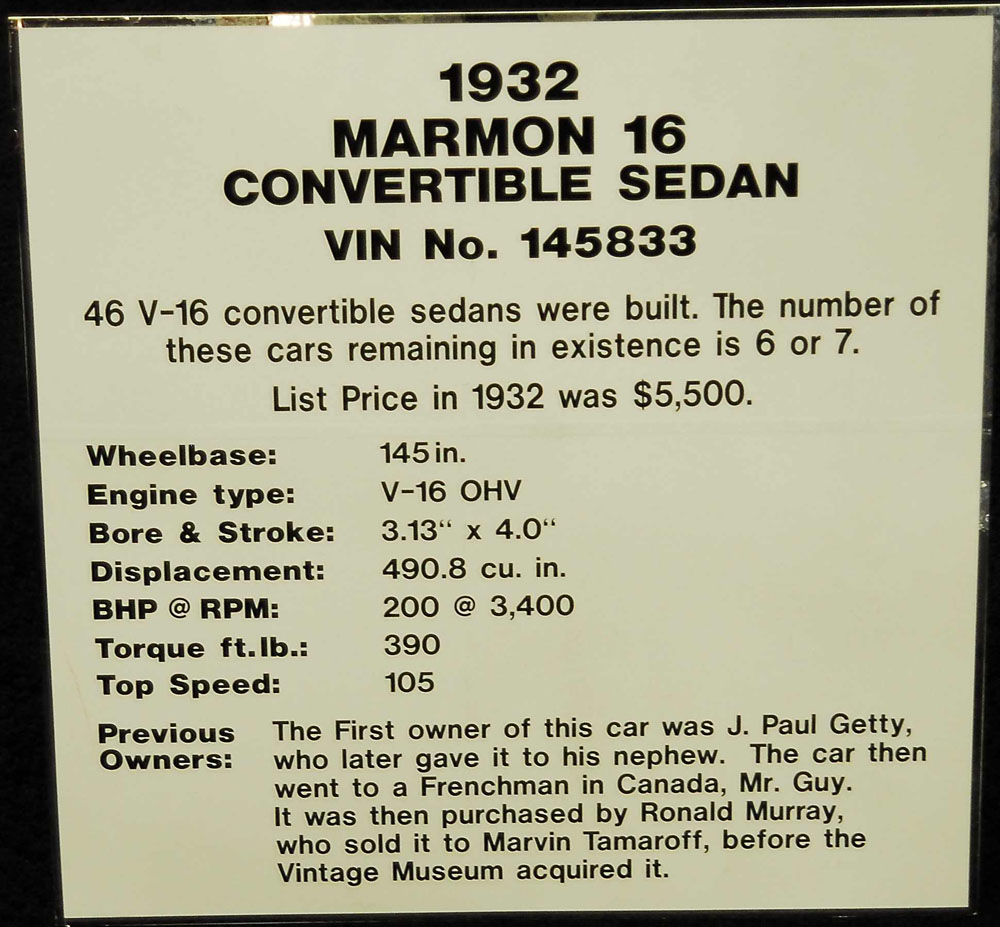 1932
MARMON 16
CONVERTIBLE SEDAN
VIN No. 145833
46 V-16 convertible sedans were built. The number of
these cars remaining in existence is 6 or 7.
List Price in 1932 was $5,500.
Wheelbase: 145 in.
Engine type: V-16 OHV
Bore & Stroke: 3.13“ x 4.0“
Displacement: 490.8 cu. in.
BHP @ RPM: 200 @ 3,400
Torque ft.lb.: 390
Top Speed: 105
Previous Owners: The First owner of this car was J. Paul Getty,
who later gave it to his nephew. The car then
went to a Frenchman in Canada, Mr. Guy.
It was then purchased by Ronald Murray,
who sold it to Marvin Tamaroff, before the
Vintage Museum acquired it.